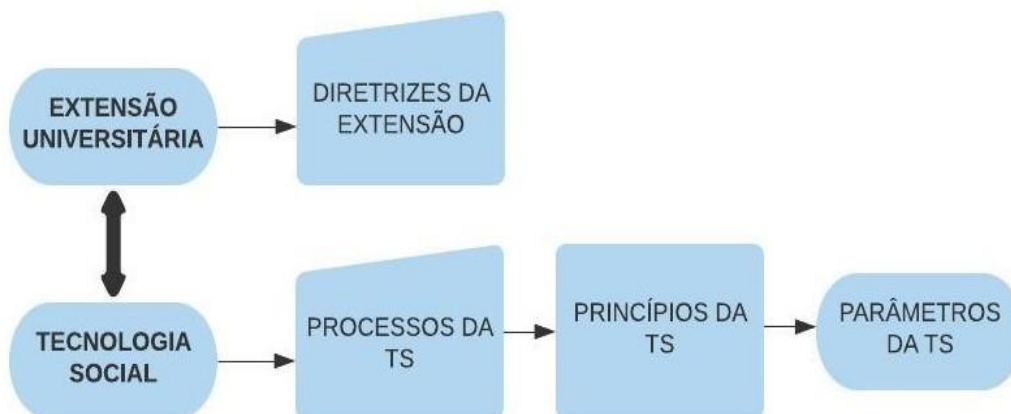 EXTENSÃO
UNIVERSITÁRIA
DIRETRIZES DA
EXTENSÃO
TECNOLOGIA
SOCIAL
PROCESSOS DA
TS
PRINCÍPIOS DA
TS
PARÂMETROS
DA TS